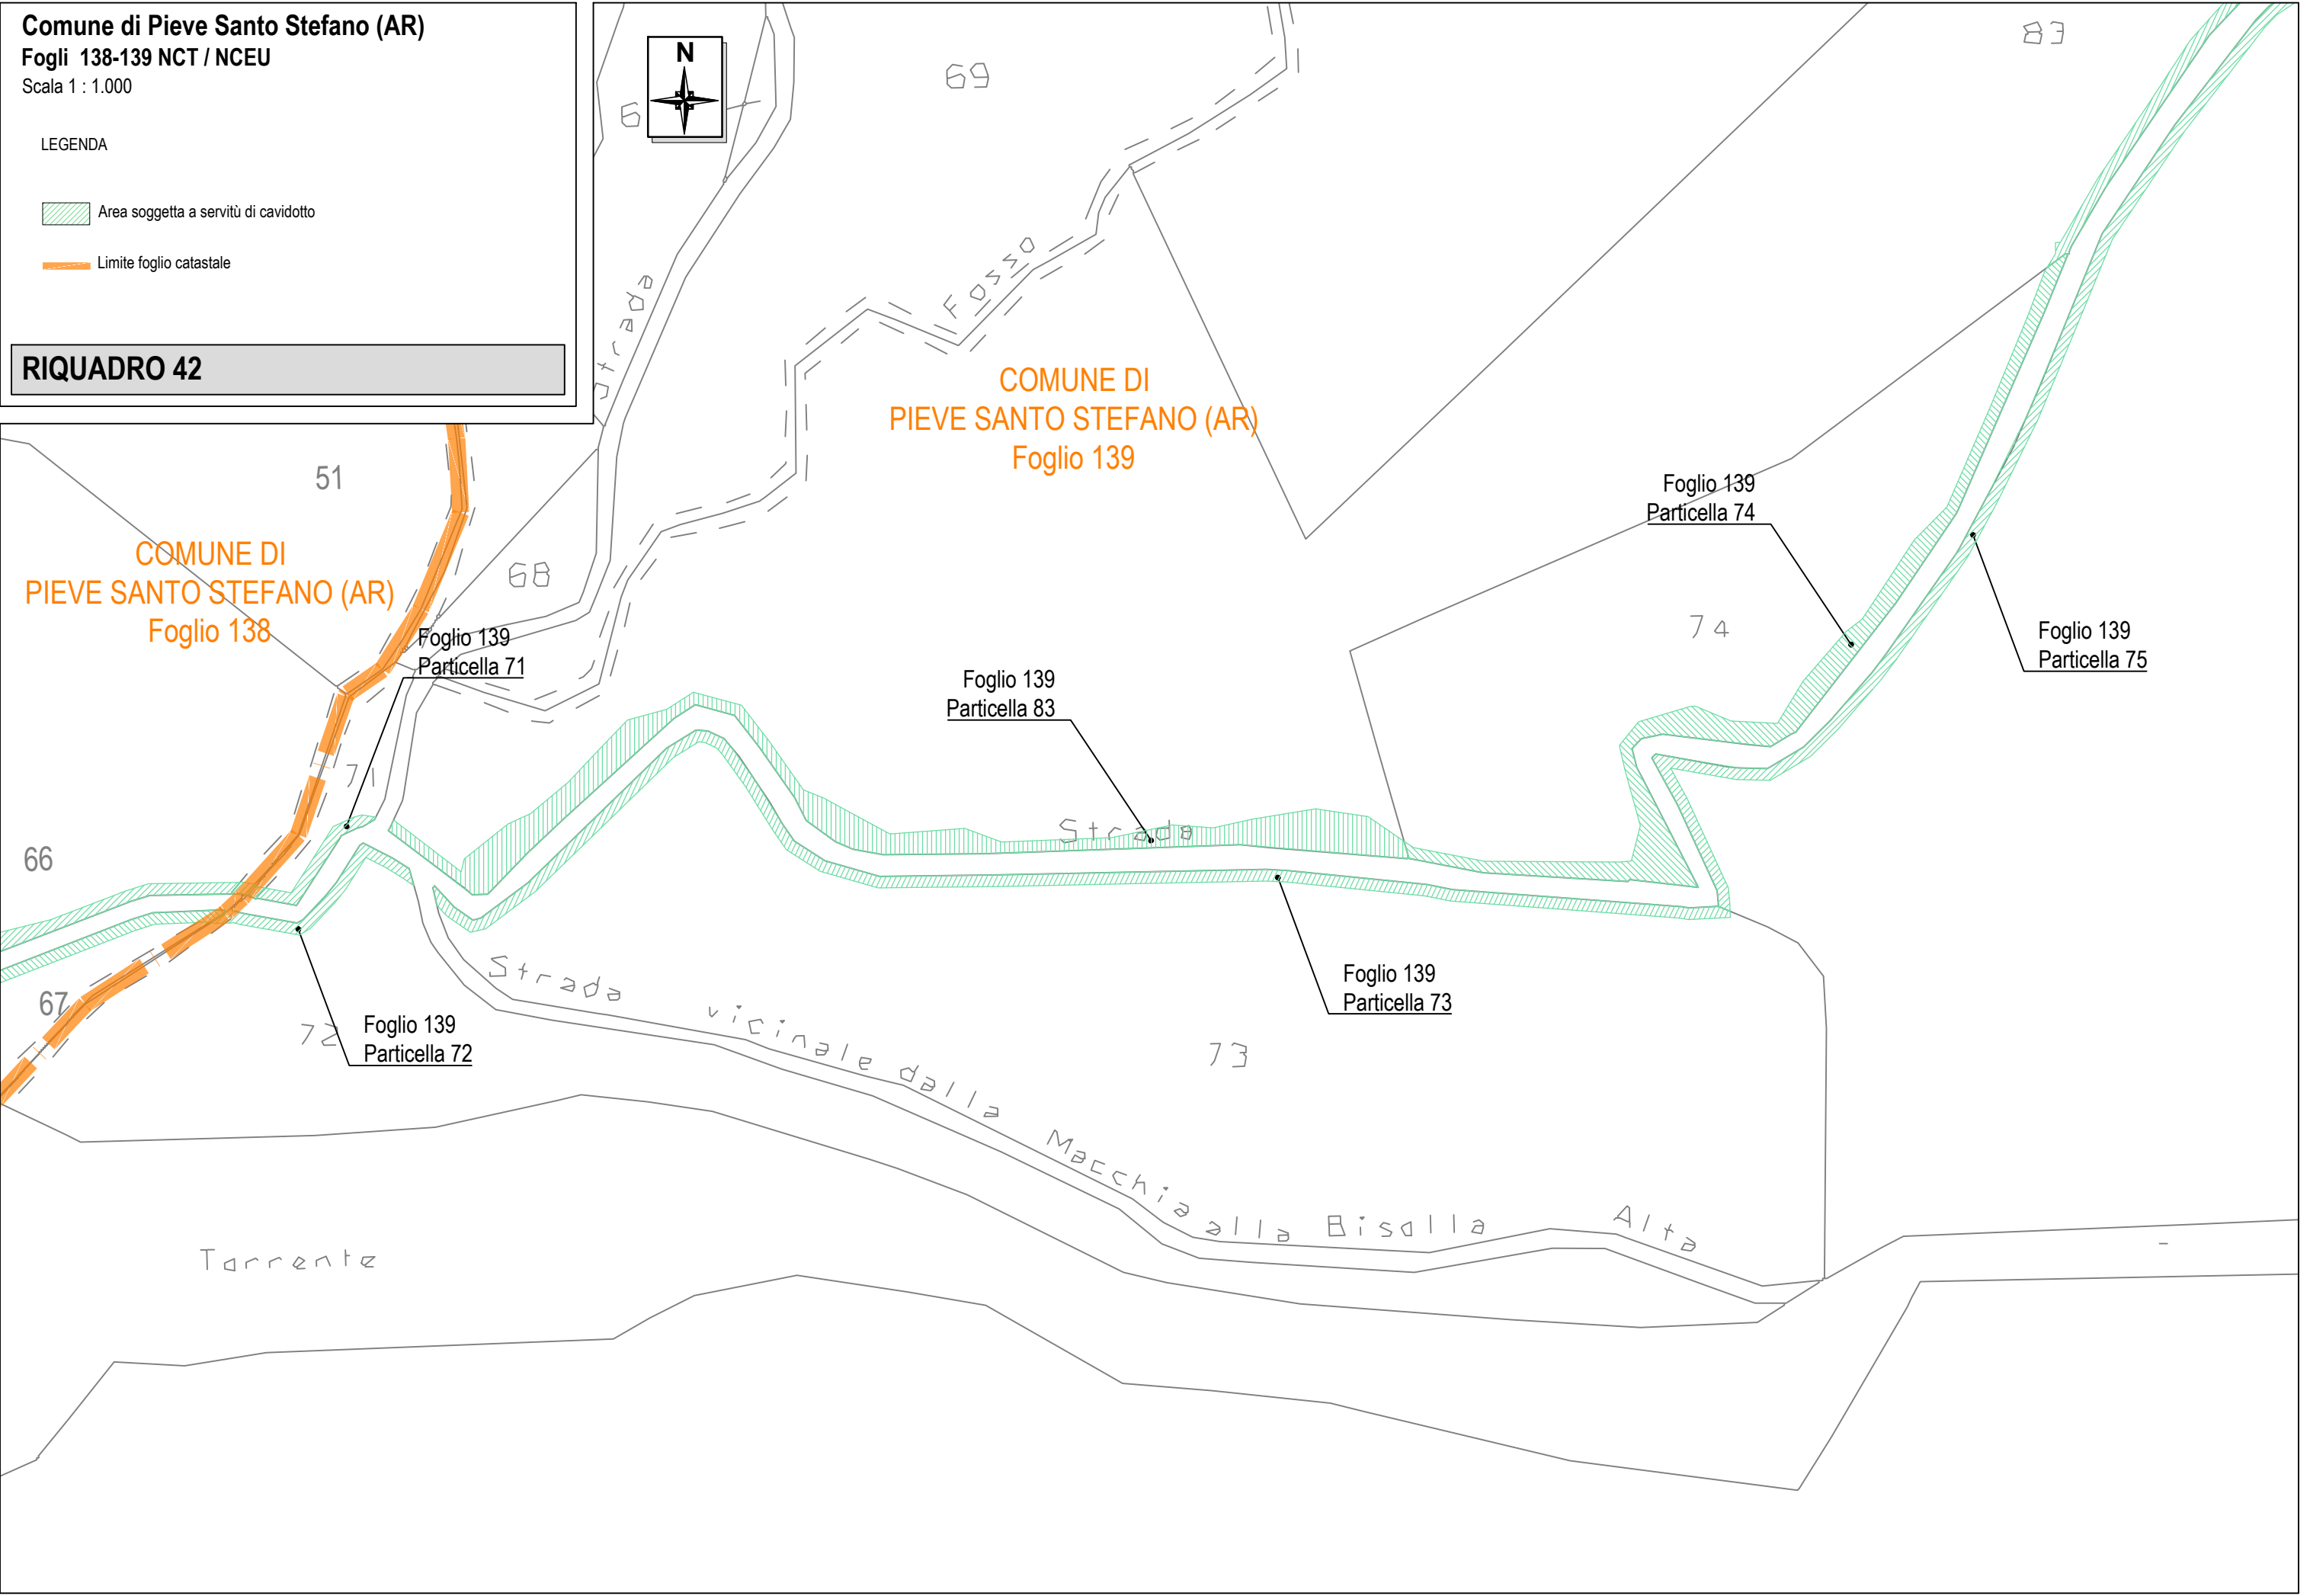 Comune di Pieve Santo Stefano (AR)
Fogli 138-139 NCT / NCEU
Scala 1 : 1.000
LEGENDA
Area soggetta a servitù di cavidotto
Limite foglio catastale
RIQUADRO 42
N
6
69
83
Strada
Fosso
COMUNE DI
PIEVE SANTO STEFANO (AR)
Foglio 139
51
COMUNE DI
PIEVE SANTO STEFANO (AR)
Foglio 138
68
Foglio 139
Particella 71
Foglio 139
Particella 74
74
Foglio 139
Particella 75
Foglio 139
Particella 83
71
Strada
66
67
72
Foglio 139
Particella 72
Foglio 139
Particella 73
73
Strada vicinale dalla Macchia alla Bisolla Alta
Torrente